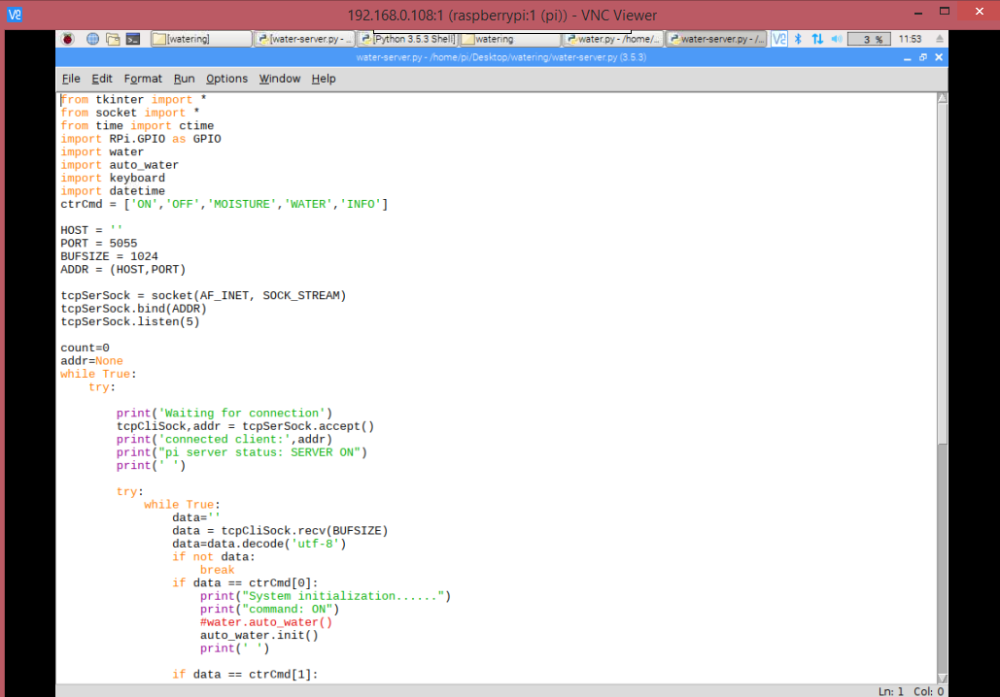 VQ 192.168.0.108:1 (raspberrypi:1 (pi)) - VNC Viewer
[watering] [water-server.py - ... [Python 3.5.3 Shell] watering water.py - /home/... water-server.py - /... 3 % 11:53
water-server.py - /home/pi/Desktop/watering/water-server.py (3.5.3)
File Edit Format Run Options Window Help
from tkinter import *
from socket import *
from time import ctime
import RPi.GPIO as GPIO
import water
import auto_water
import keyboard
import datetime
ctrCmd = ['ON','OFF','MOISTURE','WATER','INFO']
HOST = ''
PORT = 5055
BUFSIZE = 1024
ADDR = (HOST,PORT)
tcpSerSock = socket(AF_INET, SOCK_STREAM)
tcpSerSock.bind(ADDR)
tcpSerSock.listen(5)
count=0
addr=None
while True:
    try:
        print('Waiting for connection')
        tcpCliSock,addr = tcpSerSock.accept()
        print('connected client:',addr)
        print("pi server status: SERVER ON")
        print(' ')
        try:
            while True:
                data=''
                data = tcpCliSock.recv(BUFSIZE)
                data=data.decode('utf-8')
                if not data:
                    break
                if data == ctrCmd[0]:
                    print("System initialization......")
                    print("command: ON")
                    #water.auto_water()
                    auto_water.init()
                    print(' ')
                if data == ctrCmd[1]:
Ln: 1 Col: 0